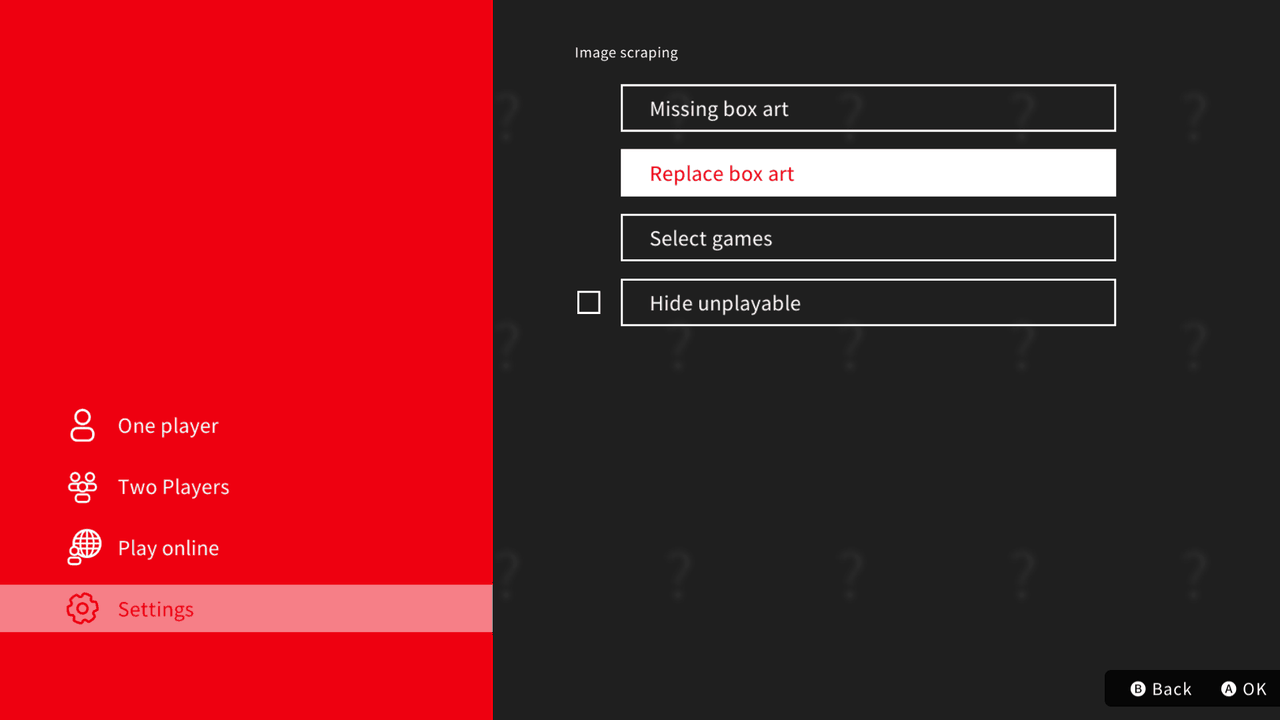 Image scraping
Missing box art
Replace box art
Select games
Hide unplayable
One player
Two Players
Play online
Settings
B Back A OK